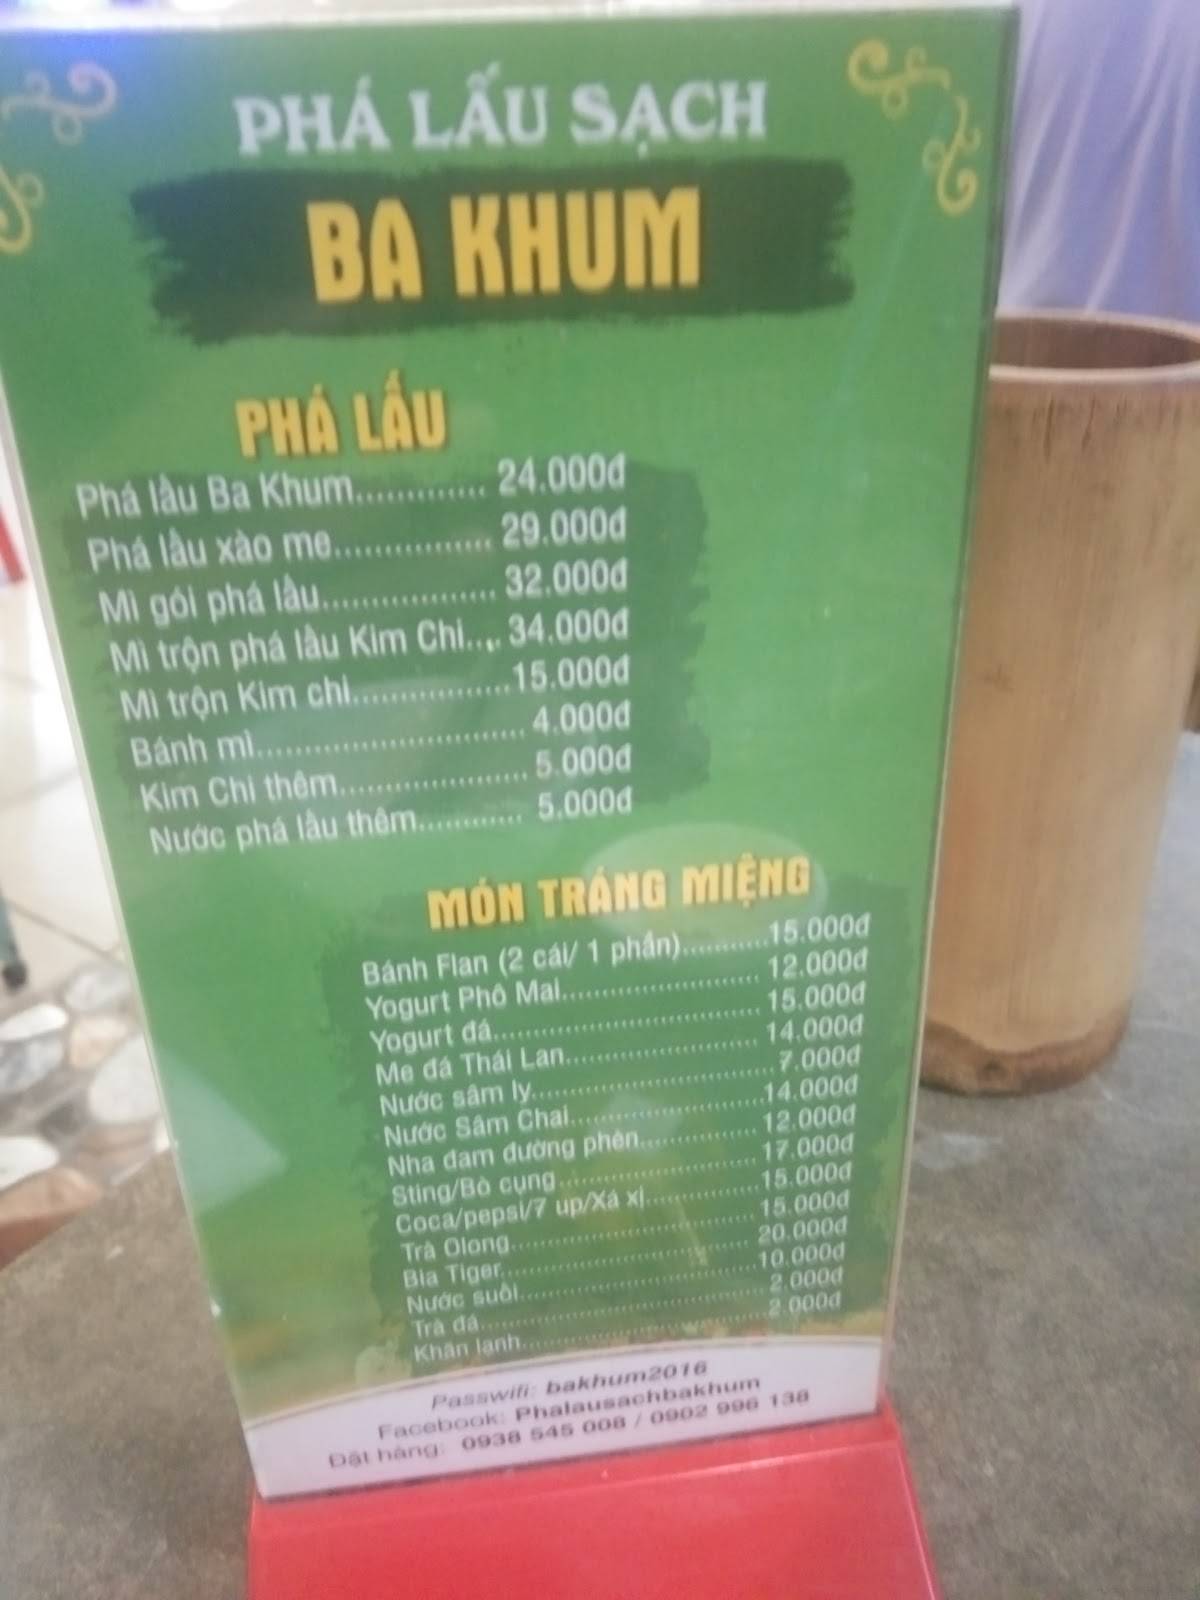 PHÁ LẤU SẠCH
BA KHUM
PHÁ LẤU
Phá lầu Ba Khum............. 24.000đ
Phá lầu xào me................ 29.000đ
Mì gói phá lầu.................. 32.000đ
Mì trộn phá lầu Kim Chi.... 34.000đ
Mì trộn Kim chi................15.000đ
Bánh mì........................... 4.000đ
Kim Chi thêm................... 5.000đ
Nước phá lầu thêm........... 5.000đ
MÓN TRÁNG MIỆNG
Bánh Flan (2 cái/ 1 phần)..........15.000đ
Yogurt Phô Mai....................... 12.000đ
Yogurt đá............................... 15.000đ
Me đá Thái Lan...................... 14.000đ
Nước sâm ly............................7.000đ
Nước Sâm Chai......................14.000đ
Nha đam đường phèn.............. 12.000đ
Sting/Bò cụng........................ 17.000đ
Coca/pepsi/7 up/Xá xị.............15.000đ
Trà Olong.............................. 15.000đ
Bia Tiger............................... 20.000đ
Nước suối.............................10.000đ
Trà đá................................... 2.000đ
Khăn lạnh..............................2.000đ
Passwifi: bakhum2016
Facebook: Phalausachbakhum
Đặt hàng: 0938 545 008 / 0902 996 138